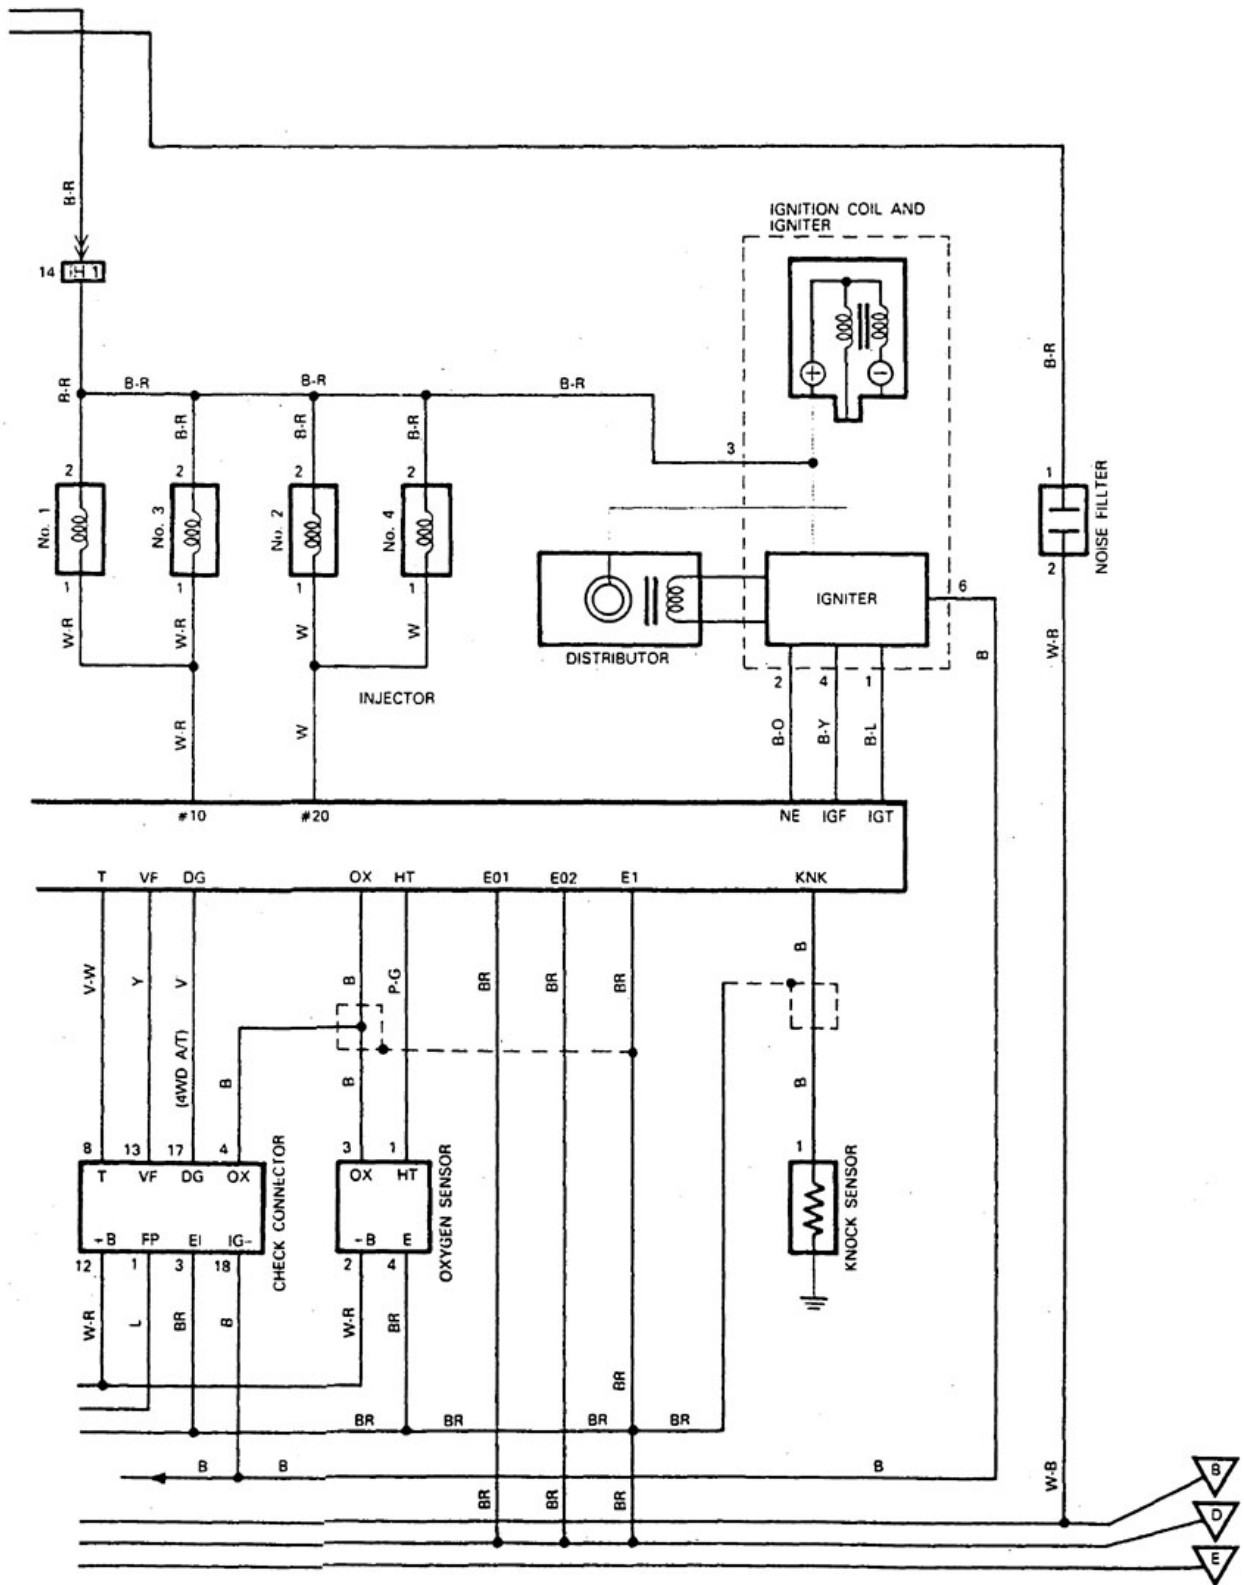 B-R
IGNITION COIL AND
IGNITER
14 IH 1
B-R
+ -
B-R B-R B-R B-R
B-R B-R B-R B-R
3
2 2 2 2 1
No. 1 No. 3 No. 2 No. 4
NOISE FILLTER
1 1 1 1 2
IGNITER
6
DISTRIBUTOR
W-R W-R W W W-B
B
INJECTOR
2 4 1
W-R W B-O B-Y B-L
#10 #20 NE IGF IGT
T VF DG OX HT E01 E02 E1 KNK
V-W Y V B P-G BR BR BR B
(4WD A/T)
B B B
8 13 17 4 3 1 1
T VF DG OX OX HT
CHECK CONNECTOR OXYGEN SENSOR KNOCK SENSOR
+B FP EI IG- +B E
12 1 3 18 2 4
W-R L BR B W-R BR
BR
BR BR BR BR
B B B
W-B
BR BR BR
B
D
E